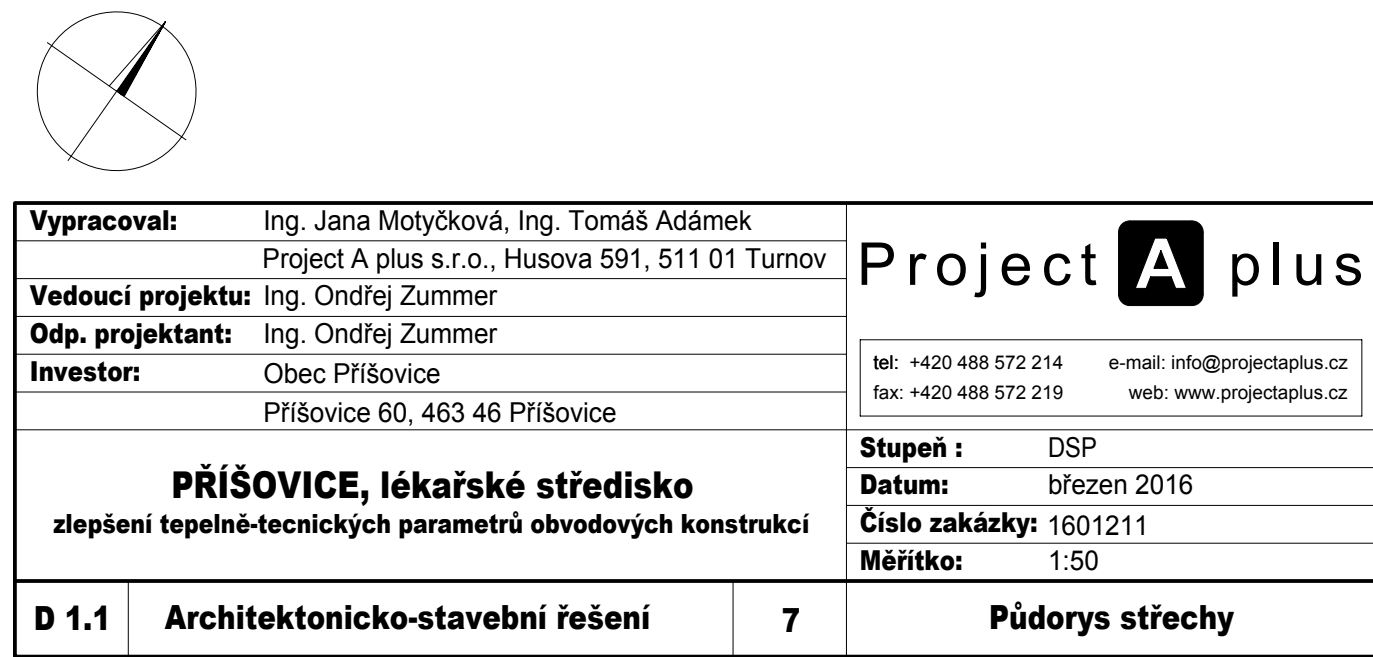 Vypracoval: Ing. Jana Motyčková, Ing. Tomáš Adámek
Project A plus s.r.o., Husova 591, 511 01 Turnov
Vedoucí projektu: Ing. Ondřej Zummer
Odp. projektant: Ing. Ondřej Zummer
Investor: Obec Příšovice
Příšovice 60, 463 46 Příšovice
PŘÍŠOVICE, lékařské středisko
zlepšení tepelně-tecnických parametrů obvodových konstrukcí
Project A plus
tel: +420 488 572 214 e-mail: info@projectaplus.cz
fax: +420 488 572 219 web: www.projectaplus.cz
Stupeň : DSP
Datum: březen 2016
Číslo zakázky: 1601211
Měřítko: 1:50
D 1.1 Architektonicko-stavební řešení 7 Půdorys střechy